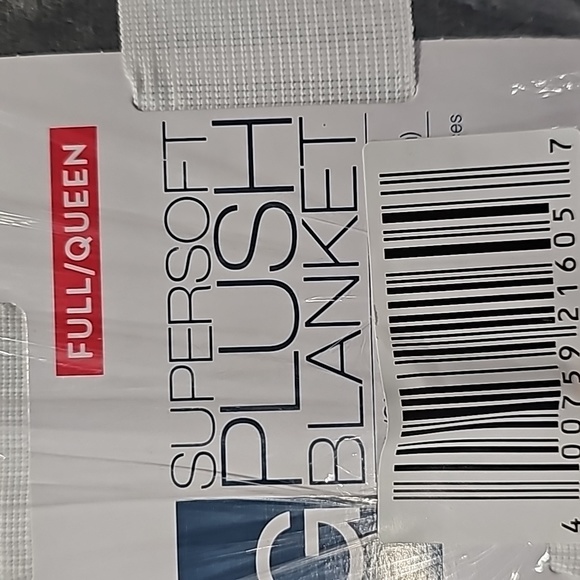 FULL/QUEEN
SUPERSOFT
PLUSH
BLANKET
G
4 00759 21605 7